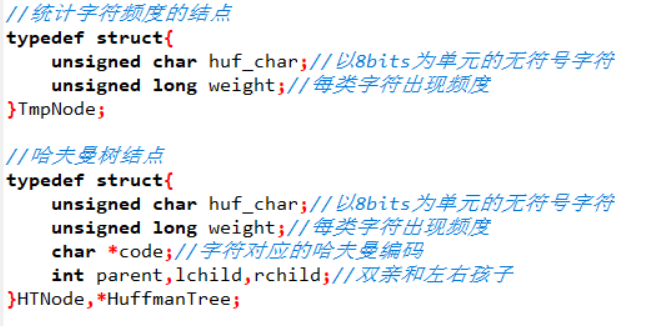 //统计字符频度的结点
typedef struct{
    unsigned char huf_char;//以8bits为单元的无符号字符
    unsigned long weight;//每类字符出现频度
}TmpNode;

//哈夫曼树结点
typedef struct{
    unsigned char huf_char;//以8bits为单元的无符号字符
    unsigned long weight;//每类字符出现频度
    char *code;//字符对应的哈夫曼编码
    int parent,lchild,rchild;//双亲和左右孩子
}HTNode,*HuffmanTree;